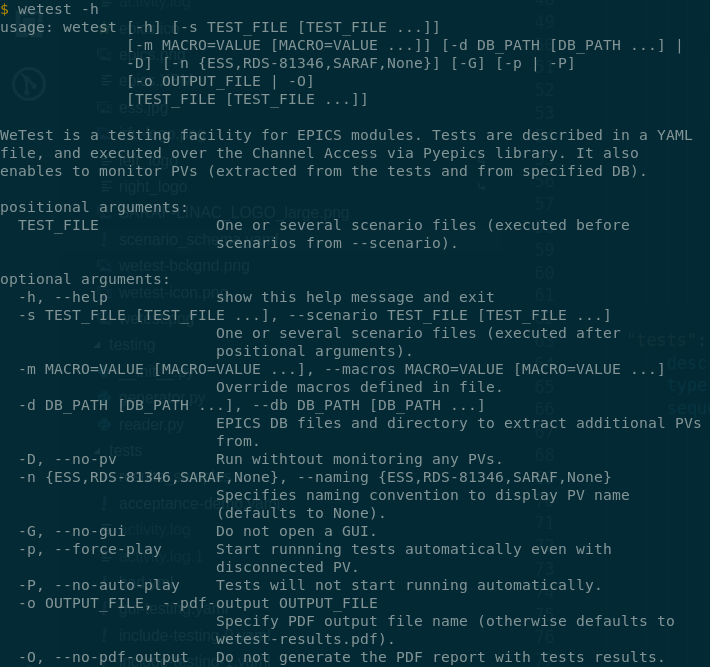 $ wetest -h
usage: wetest [-h] [-s TEST_FILE [TEST_FILE ...]]
[-m MACRO=VALUE [MACRO=VALUE ...]] [-d DB_PATH [DB_PATH ...] |
-D] [-n {ESS,RDS-81346,SARAF,None}] [-G] [-p | -P]
[-o OUTPUT_FILE | -O]
[TEST_FILE [TEST_FILE ...]]
WeTest is a testing facility for EPICS modules. Tests are described in a YAML
file, and executed over the Channel Access via Pyepics library. It also
enables to monitor PVs (extracted from the tests and from specified DB).
positional arguments:
TEST_FILE One or several scenario files (executed before
scenarios from --scenario).
optional arguments:
-h, --help show this help message and exit
-s TEST_FILE [TEST_FILE ...], --scenario TEST_FILE [TEST_FILE ...]
One or several scenario files (executed after
positional arguments).
-m MACRO=VALUE [MACRO=VALUE ...], --macros MACRO=VALUE [MACRO=VALUE ...]
Override macros defined in file.
-d DB_PATH [DB_PATH ...], --db DB_PATH [DB_PATH ...]
EPICS DB files and directory to extract additional PVs
from.
-D, --no-pv Run withtout monitoring any PVs.
-n {ESS,RDS-81346,SARAF,None}, --naming {ESS,RDS-81346,SARAF,None}
Specifies naming convention to display PV name
(defaults to None).
-G, --no-gui Do not open a GUI.
-p, --force-play Start runnning tests automatically even with
disconnected PV.
-P, --no-auto-play Tests will not start running automatically.
-o OUTPUT_FILE, --pdf-output OUTPUT_FILE
Specify PDF output file name (otherwise defaults to
wetest-results.pdf).
-O, --no-pdf-output Do not generate the PDF report with tests results.